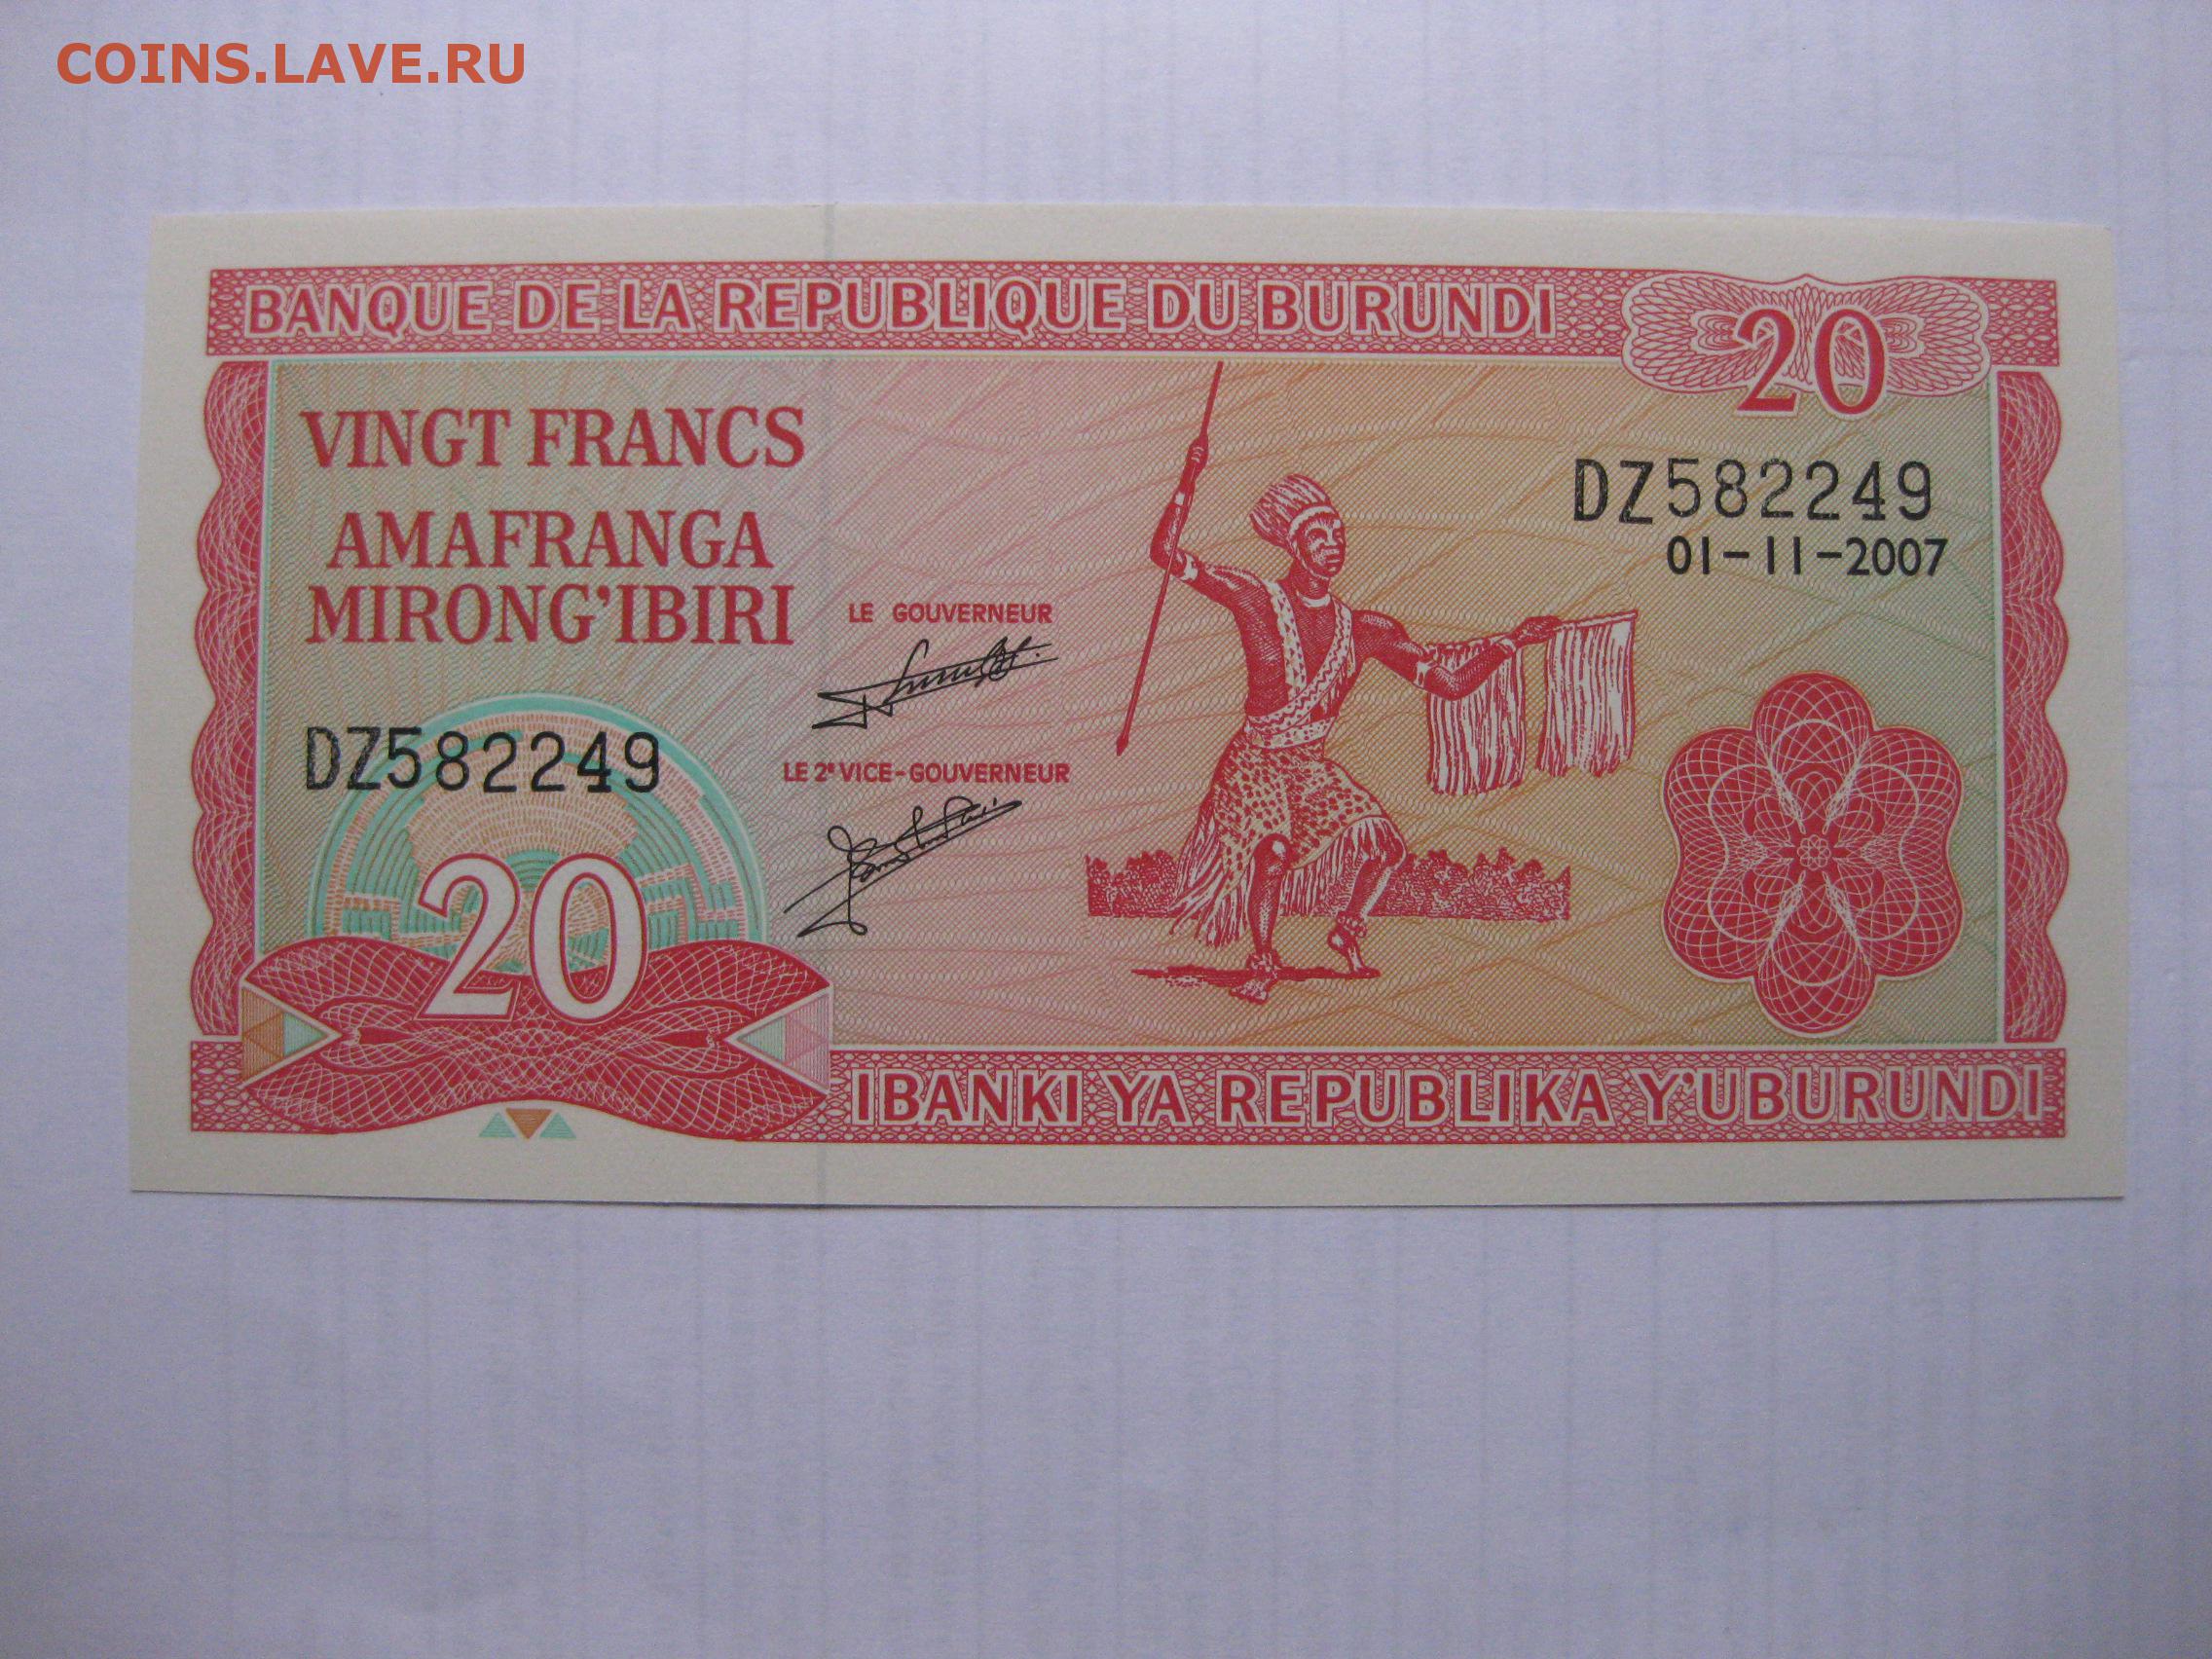 COINS.LAVE.RU
BANQUE DE LA REPUBLIQUE DU BURUNDI
20
VINGT FRANCS
AMAFRANGA
MIRONG'IBIRI
DZ582249
01-11-2007
LE GOUVERNEUR
DZ582249
LE 2e VICE-GOUVERNEUR
20
IBANKI YA REPUBLIKA Y'UBURUNDI